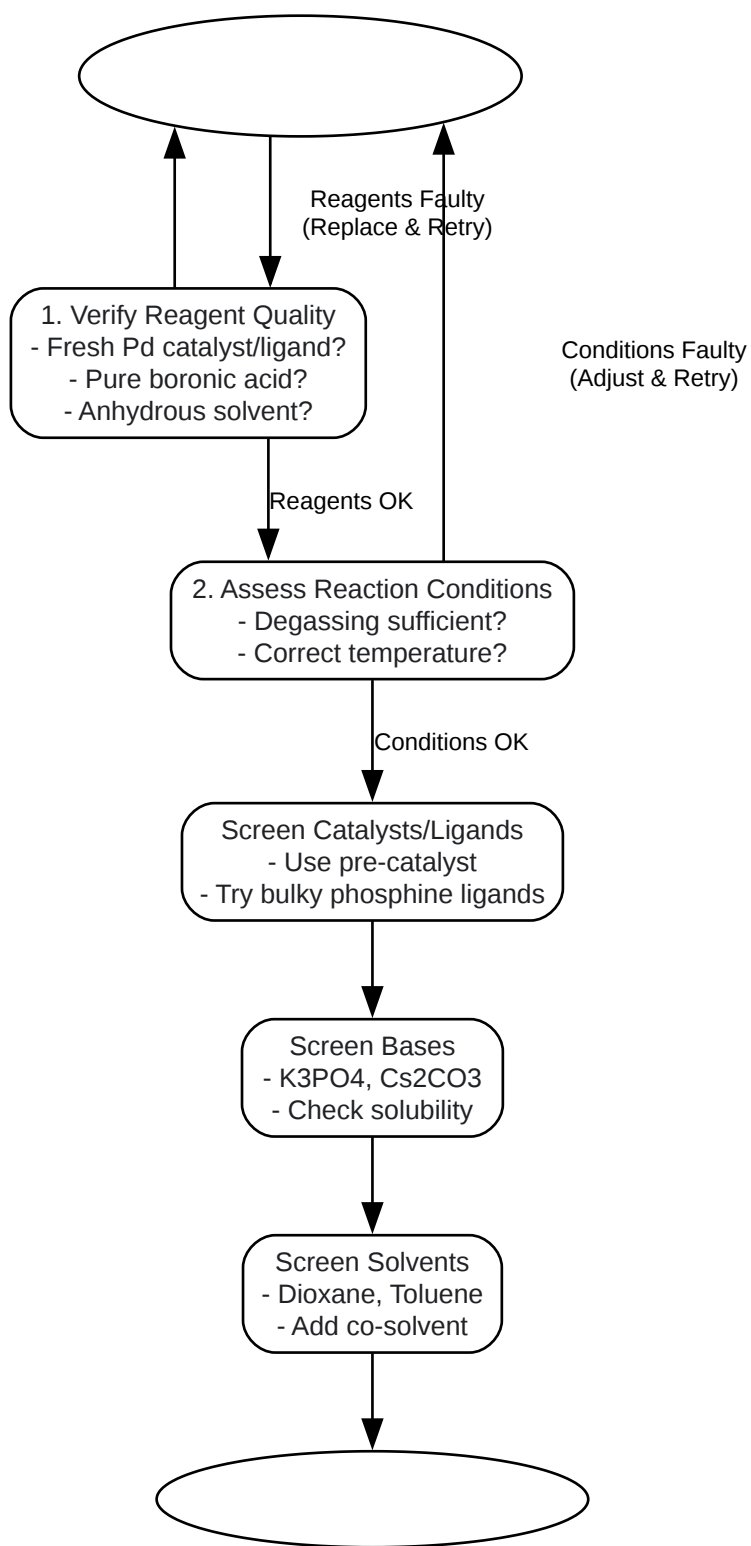 Reagents Faulty
(Replace & Retry)
1. Verify Reagent Quality
- Fresh Pd catalyst/ligand?
- Pure boronic acid?
- Anhydrous solvent?
Conditions Faulty
(Adjust & Retry)
Reagents OK
2. Assess Reaction Conditions
- Degassing sufficient?
- Correct temperature?
Conditions OK
Screen Catalysts/Ligands
- Use pre-catalyst
- Try bulky phosphine ligands
Screen Bases
- K3PO4, Cs2CO3
- Check solubility
Screen Solvents
- Dioxane, Toluene
- Add co-solvent